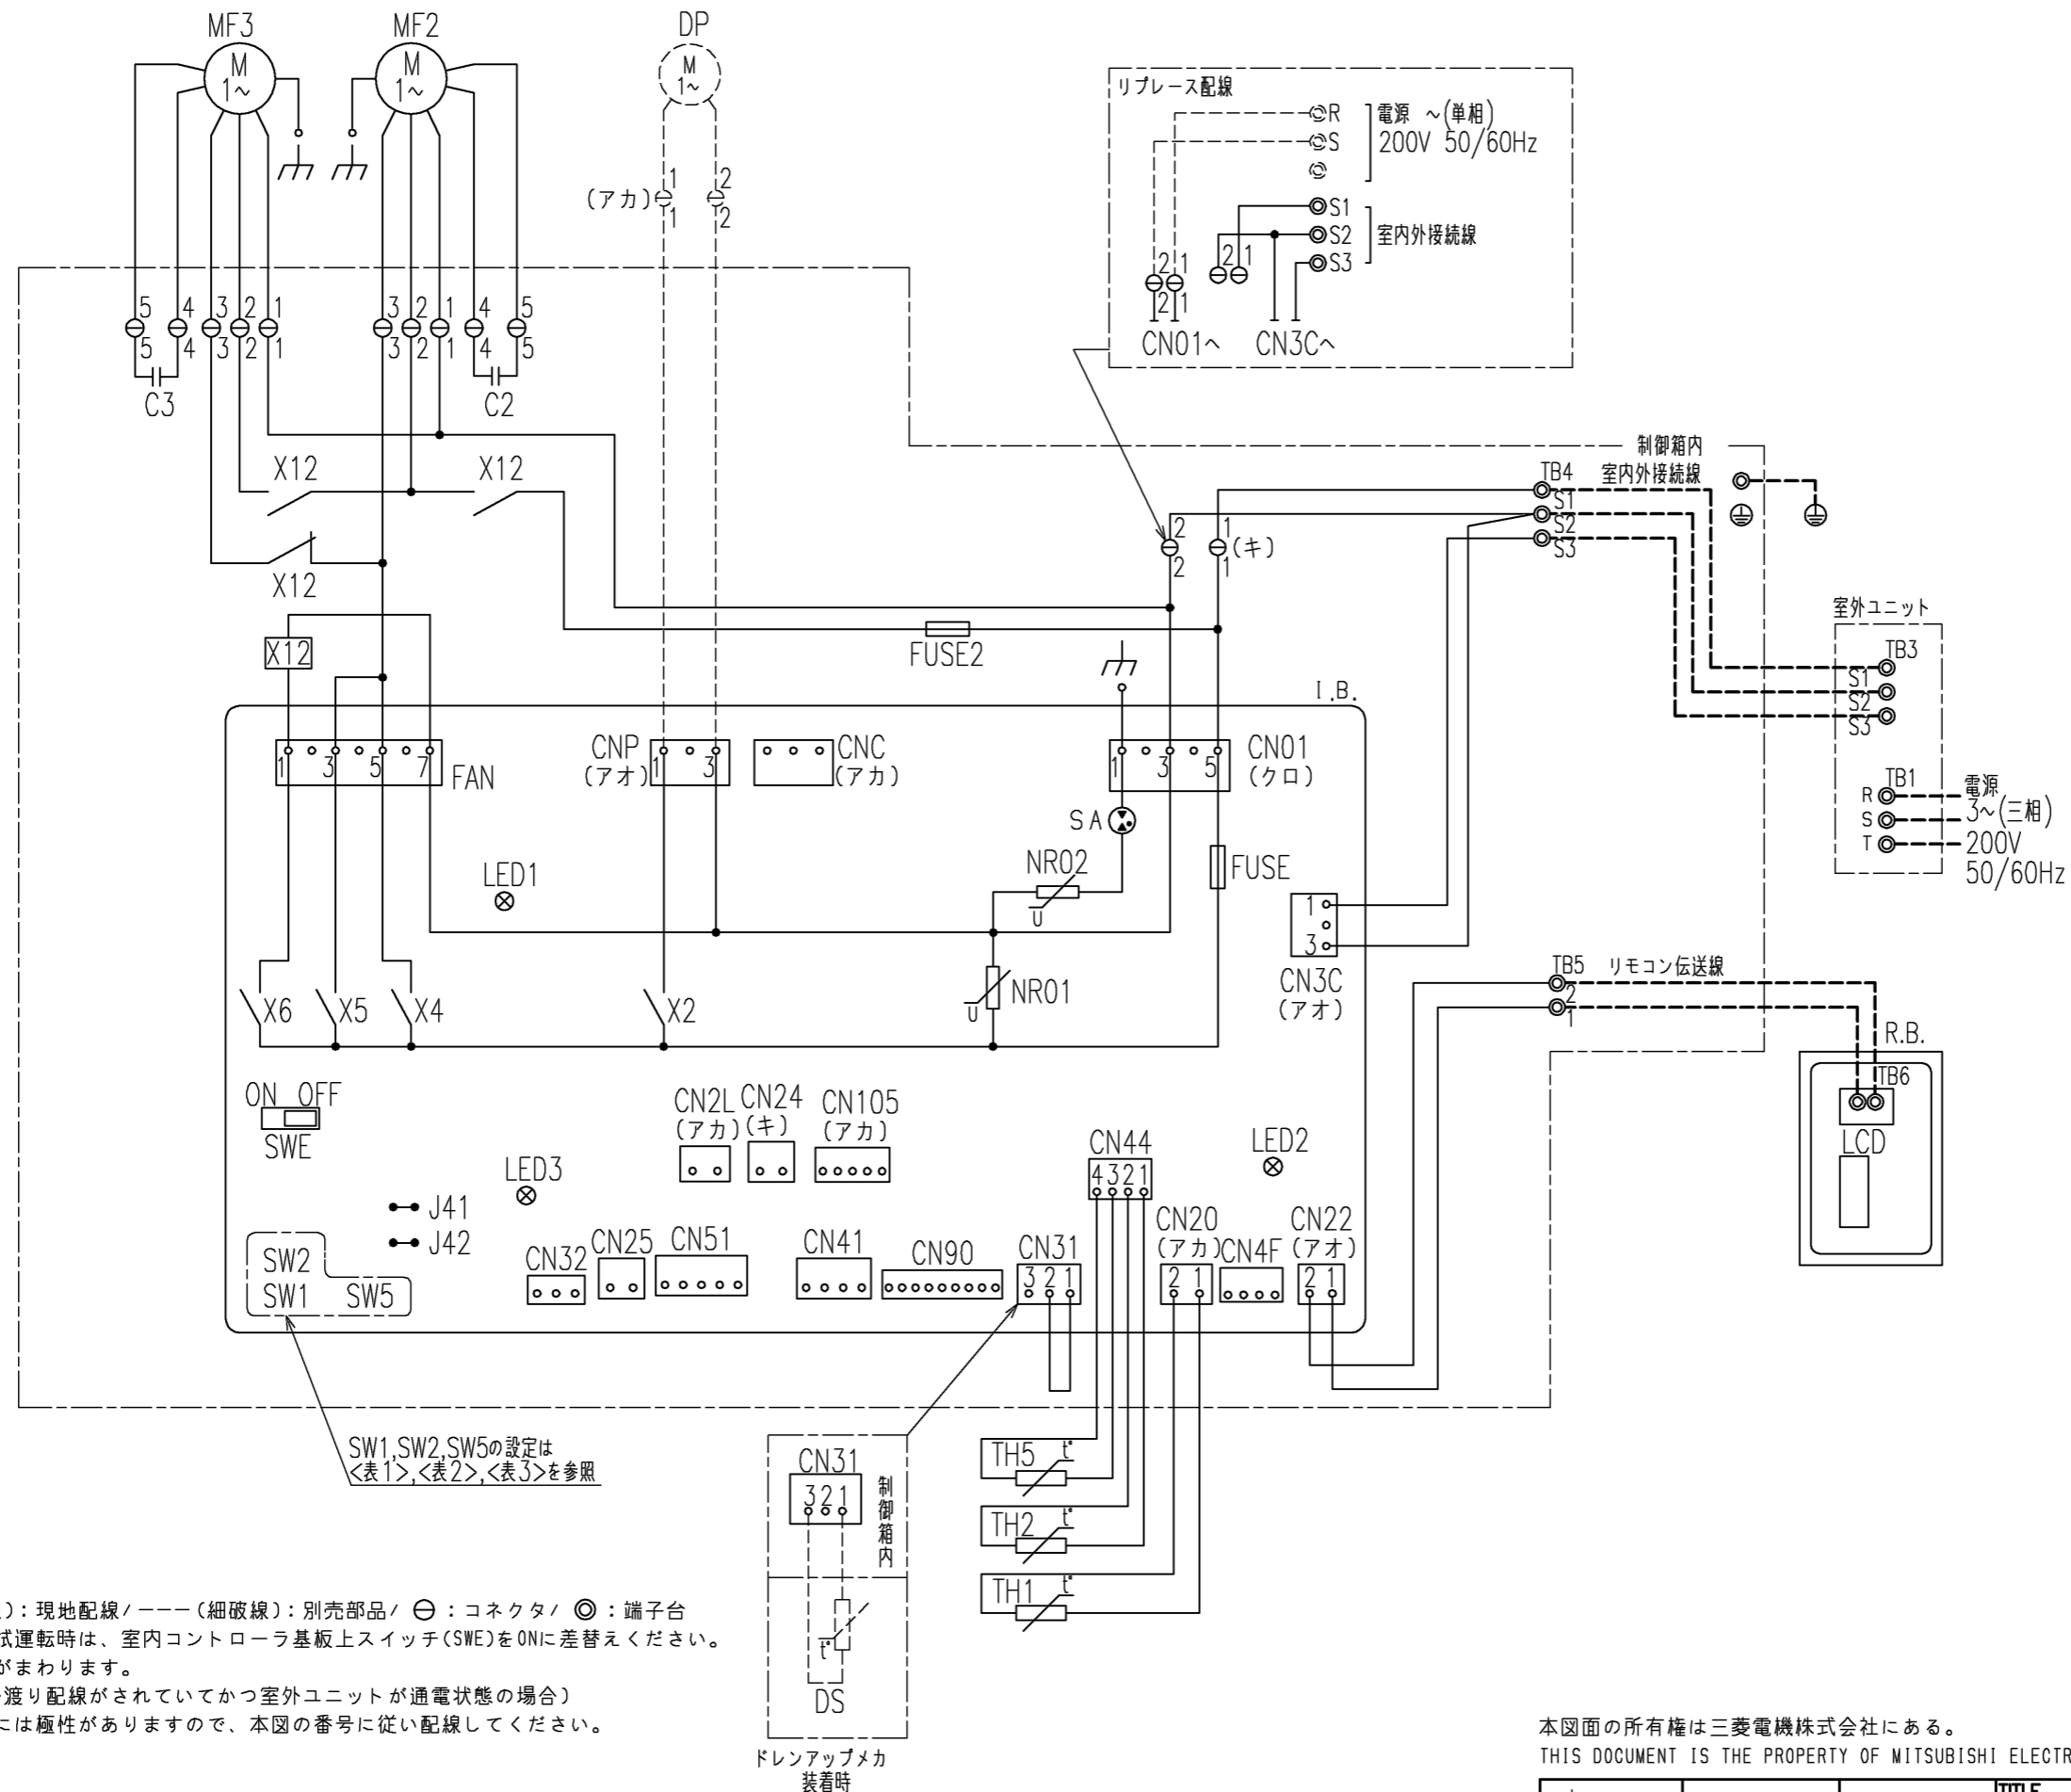 MF3 MF2 DP
M 1~ M 1~ M 1~
リプレース配線
R 電源 ~(単相)
S 200V 50/60Hz
S1
S2 室内外接続線
S3
2 1 2 1
2 1
CN01へ CN3Cへ
(アカ) 1 2
1 2
5 4 3 2 1 3 2 1 4 5
5 4 3 2 1 3 2 1 4 5
C3 C2
制御箱内
X12 X12
TB4 室内外接続線
S1
S2
S3
2 1 (キ)
2 1
X12
室外ユニット
X12
FUSE2
TB3
S1
S2
S3
I.B.
1 3 5 7 FAN
CNP
(アオ) 1 3
CNC
(アカ)
1 3 5 CN01
(クロ)
TB1 電源
R 3~(三相)
S 200V
T 50/60Hz
SA
NR02
U
FUSE
LED1
1
3
CN3C
(アオ)
TB5 リモコン伝送線
2
1
X6 X5 X4 X2
NR01
U
R.B.
TB6
LCD
ON OFF
SWE
CN2L
(アカ)
CN24
(キ)
CN105
(アカ)
CN44
4321
LED2
LED3
J41
J42
SW2
SW1 SW5
CN32 CN25 CN51 CN41 CN90
CN31
3 2 1
CN20
(アカ)
2 1
CN4F
CN22
(アオ)
2 1
SW1,SW2,SW5の設定は
<表1>,<表2>,<表3>を参照
CN31
321
制御箱内
t°
DS
ドレンアップメカ
装着時
TH5 t°
TH2 t°
TH1 t°
):現地配線/---(細破線):別売部品/ :コネクタ/ :端子台
試運転時は、室内コントローラ基板上スイッチ(SWE)をONに差替えください。
がまわります。
渡り配線がされていてかつ室外ユニットが通電状態の場合)
には極性がありますので、本図の番号に従い配線してください。
本図面の所有権は三菱電機株式会社にある。
THIS DOCUMENT IS THE PROPERTY OF MITSUBISHI ELECTR
TITLE